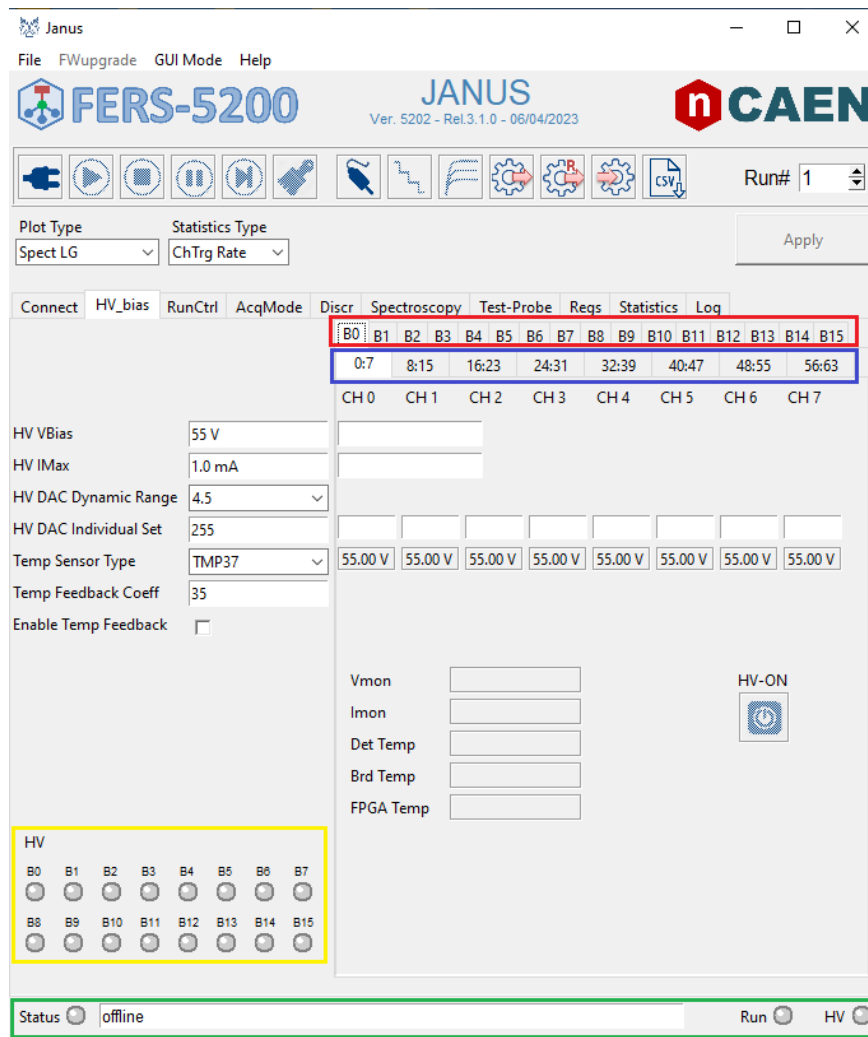 Janus
File FWupgrade GUI Mode Help
FERS-5200
JANUS
Ver. 5202 - Rel.3.1.0 - 06/04/2023
n CAEN
R
CSV
Run# 1
Plot Type Statistics Type
Spect LG ChTrg Rate
Apply
Connect HV_bias RunCtrl AcqMode Discr Spectroscopy Test-Probe Regs Statistics Log
B0 B1 B2 B3 B4 B5 B6 B7 B8 B9 B10 B11 B12 B13 B14 B15
0:7 8:15 16:23 24:31 32:39 40:47 48:55 56:63
CH 0 CH 1 CH 2 CH 3 CH 4 CH 5 CH 6 CH 7
HV VBias 55 V
HV IMax 1.0 mA
HV DAC Dynamic Range 4.5
HV DAC Individual Set 255
Temp Sensor Type TMP37 55.00 V 55.00 V 55.00 V 55.00 V 55.00 V 55.00 V 55.00 V 55.00 V
Temp Feedback Coeff 35
Enable Temp Feedback
Vmon HV-ON
Imon
Det Temp
Brd Temp
FPGA Temp
HV
B0 B1 B2 B3 B4 B5 B6 B7
B8 B9 B10 B11 B12 B13 B14 B15
Status offline Run HV